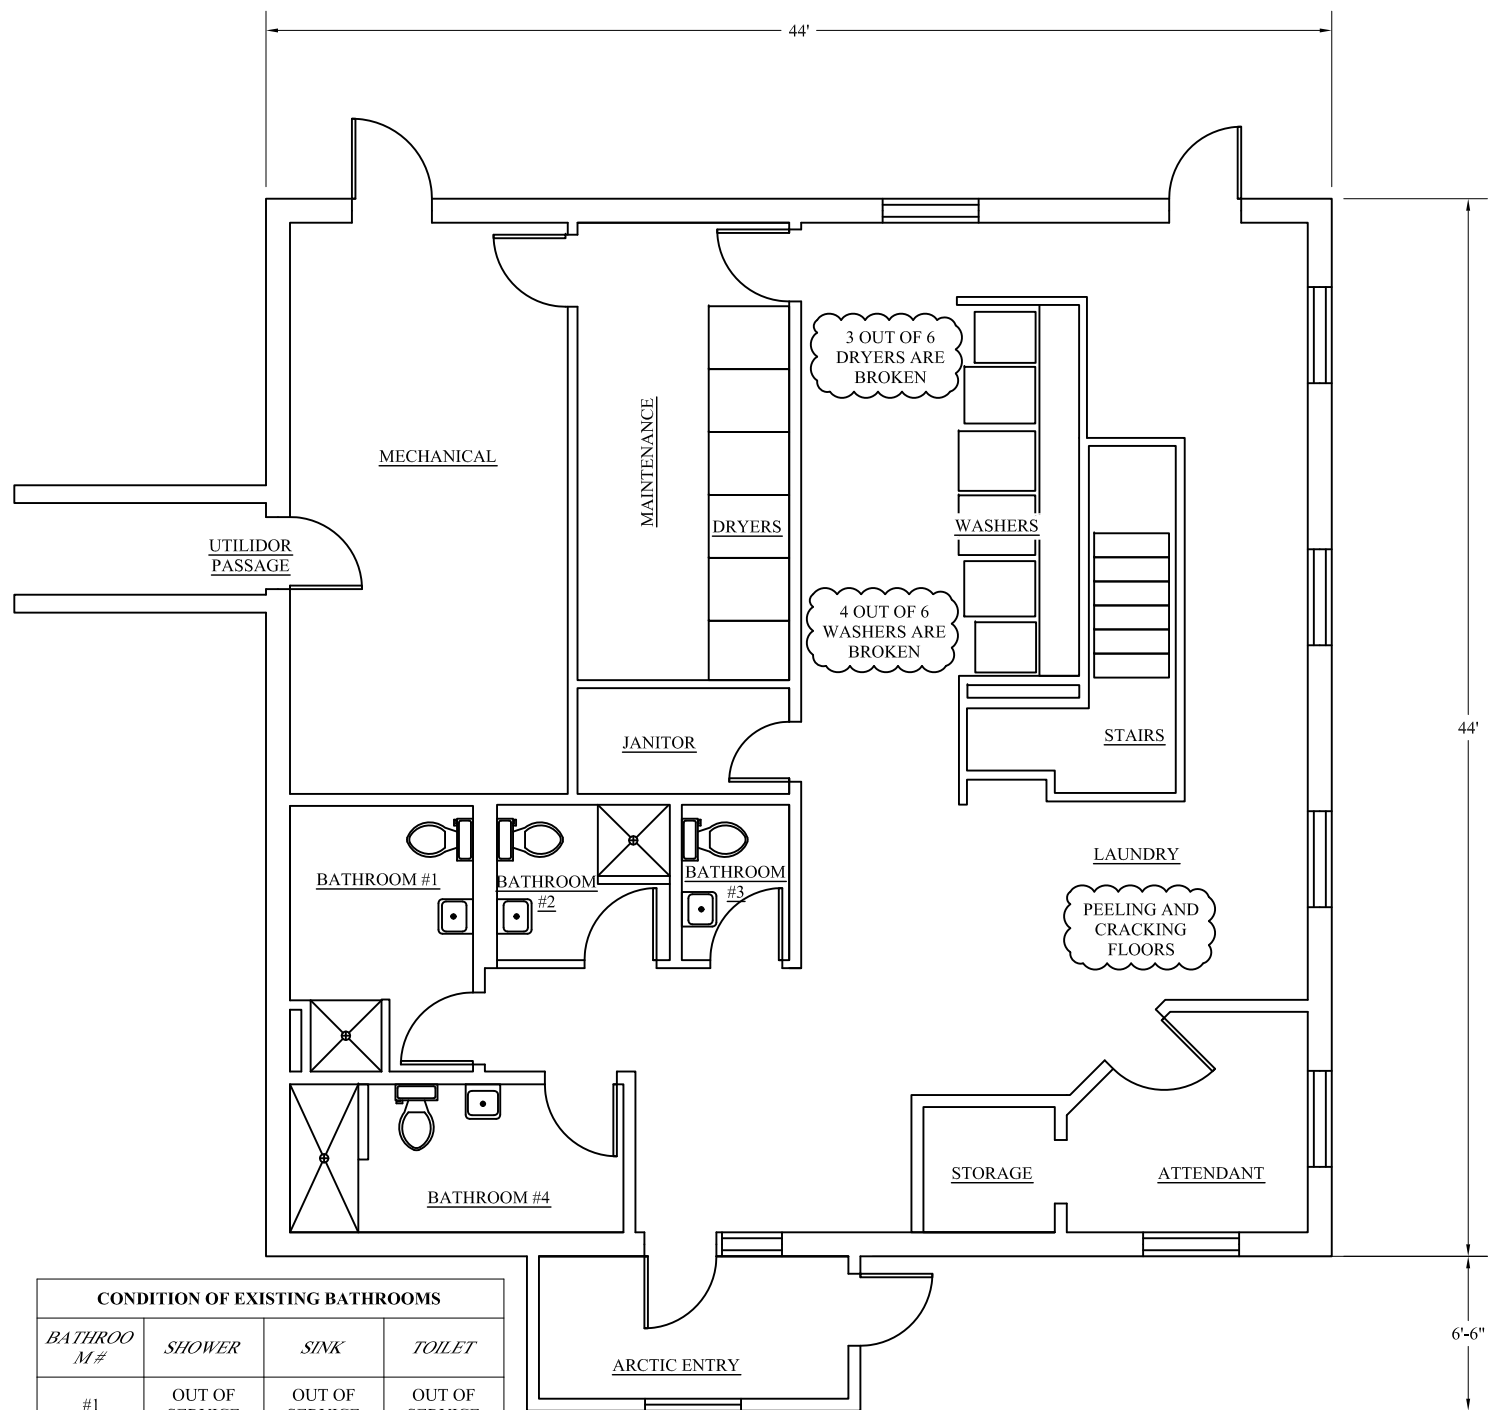 44'
3 OUT OF 6
DRYERS ARE
BROKEN
MECHANICAL
MAINTENANCE
DRYERS
WASHERS
UTILIDOR
PASSAGE
4 OUT OF 6
WASHERS ARE
BROKEN
JANITOR
STAIRS
44'
LAUNDRY
BATHROOM #1
BATHROOM
#2
BATHROOM
#3
PEELING AND
CRACKING
FLOORS
STORAGE
ATTENDANT
BATHROOM #4
ARCTIC ENTRY
6'-6"
CONDITION OF EXISTING BATHROOMS
BATHROO
M #
SHOWER
SINK
TOILET
#1
OUT OF
SERVICE
OUT OF
SERVICE
OUT OF
SERVICE